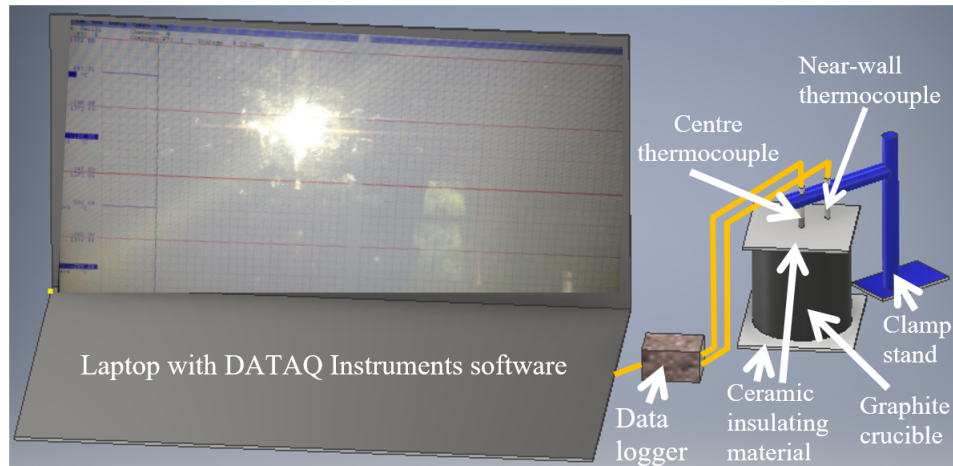 Near-wall
thermocouple
Centre
thermocouple
Laptop with DATAQ Instruments software
Data
logger
Ceramic
insulating
material
Graphite
crucible
Clamp
stand